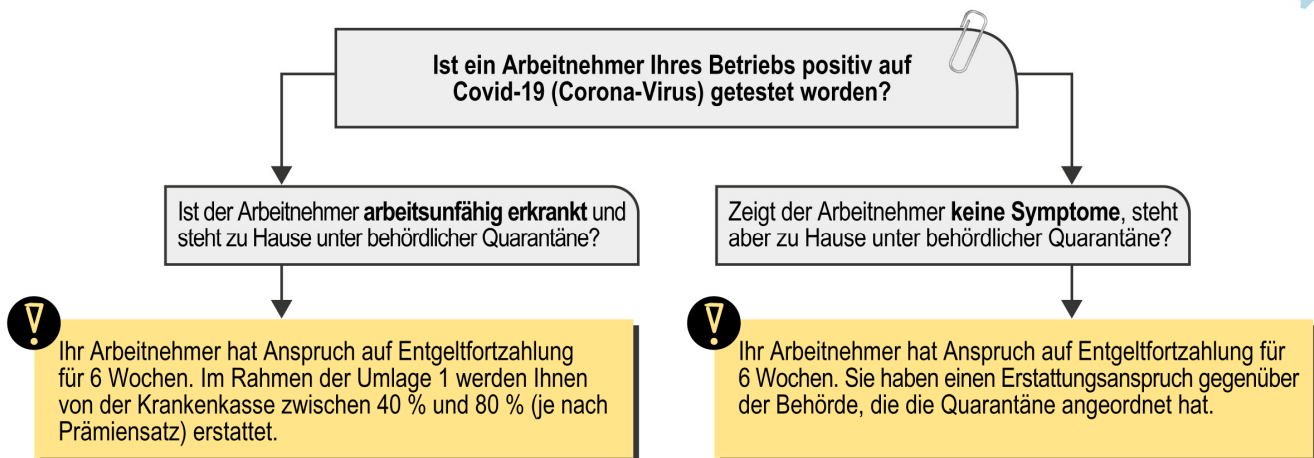 Ist ein Arbeitnehmer Ihres Betriebs positiv auf
Covid-19 (Corona-Virus) getestet worden?
Ist der Arbeitnehmer arbeitsunfähig erkrankt und
steht zu Hause unter behördlicher Quarantäne?
Zeigt der Arbeitnehmer keine Symptome, steht
aber zu Hause unter behördlicher Quarantäne?
Ihr Arbeitnehmer hat Anspruch auf Entgeltfortzahlung
für 6 Wochen. Im Rahmen der Umlage 1 werden Ihnen
von der Krankenkasse zwischen 40 % und 80 % (je nach
Prämiensatz) erstattet.
Ihr Arbeitnehmer hat Anspruch auf Entgeltfortzahlung für
6 Wochen. Sie haben einen Erstattungsanspruch gegenüber
der Behörde, die die Quarantäne angeordnet hat.